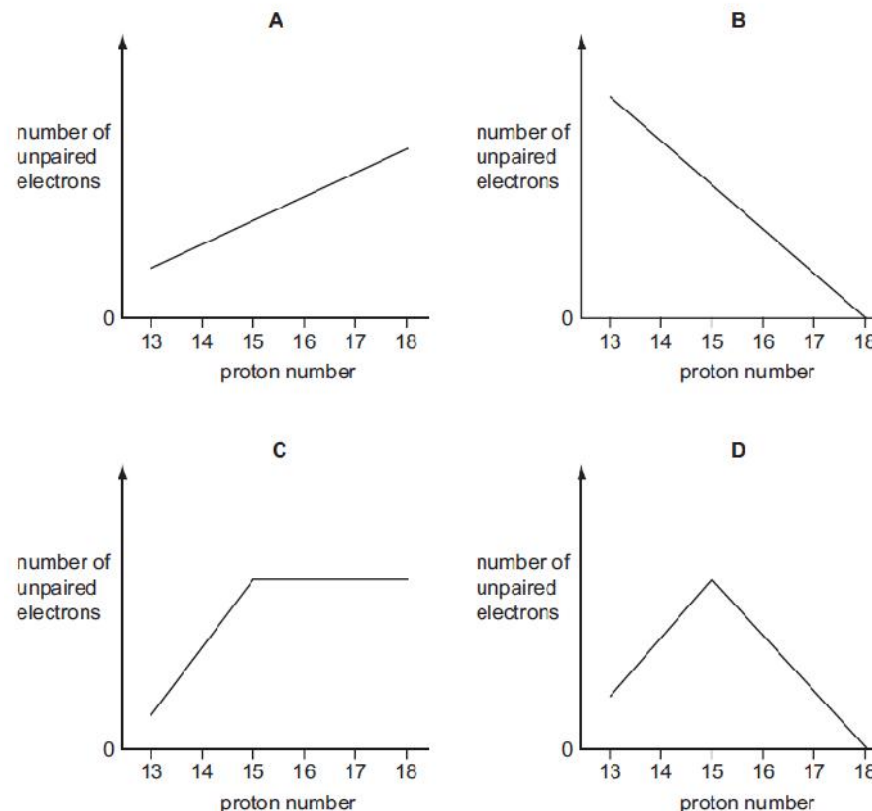 A
number of
unpaired
electrons
0
13 14 15 16 17 18
proton number
B
number of
unpaired
electrons
0
13 14 15 16 17 18
proton number
C
number of
unpaired
electrons
0
13 14 15 16 17 18
proton number
D
number of
unpaired
electrons
0
13 14 15 16 17 18
proton number